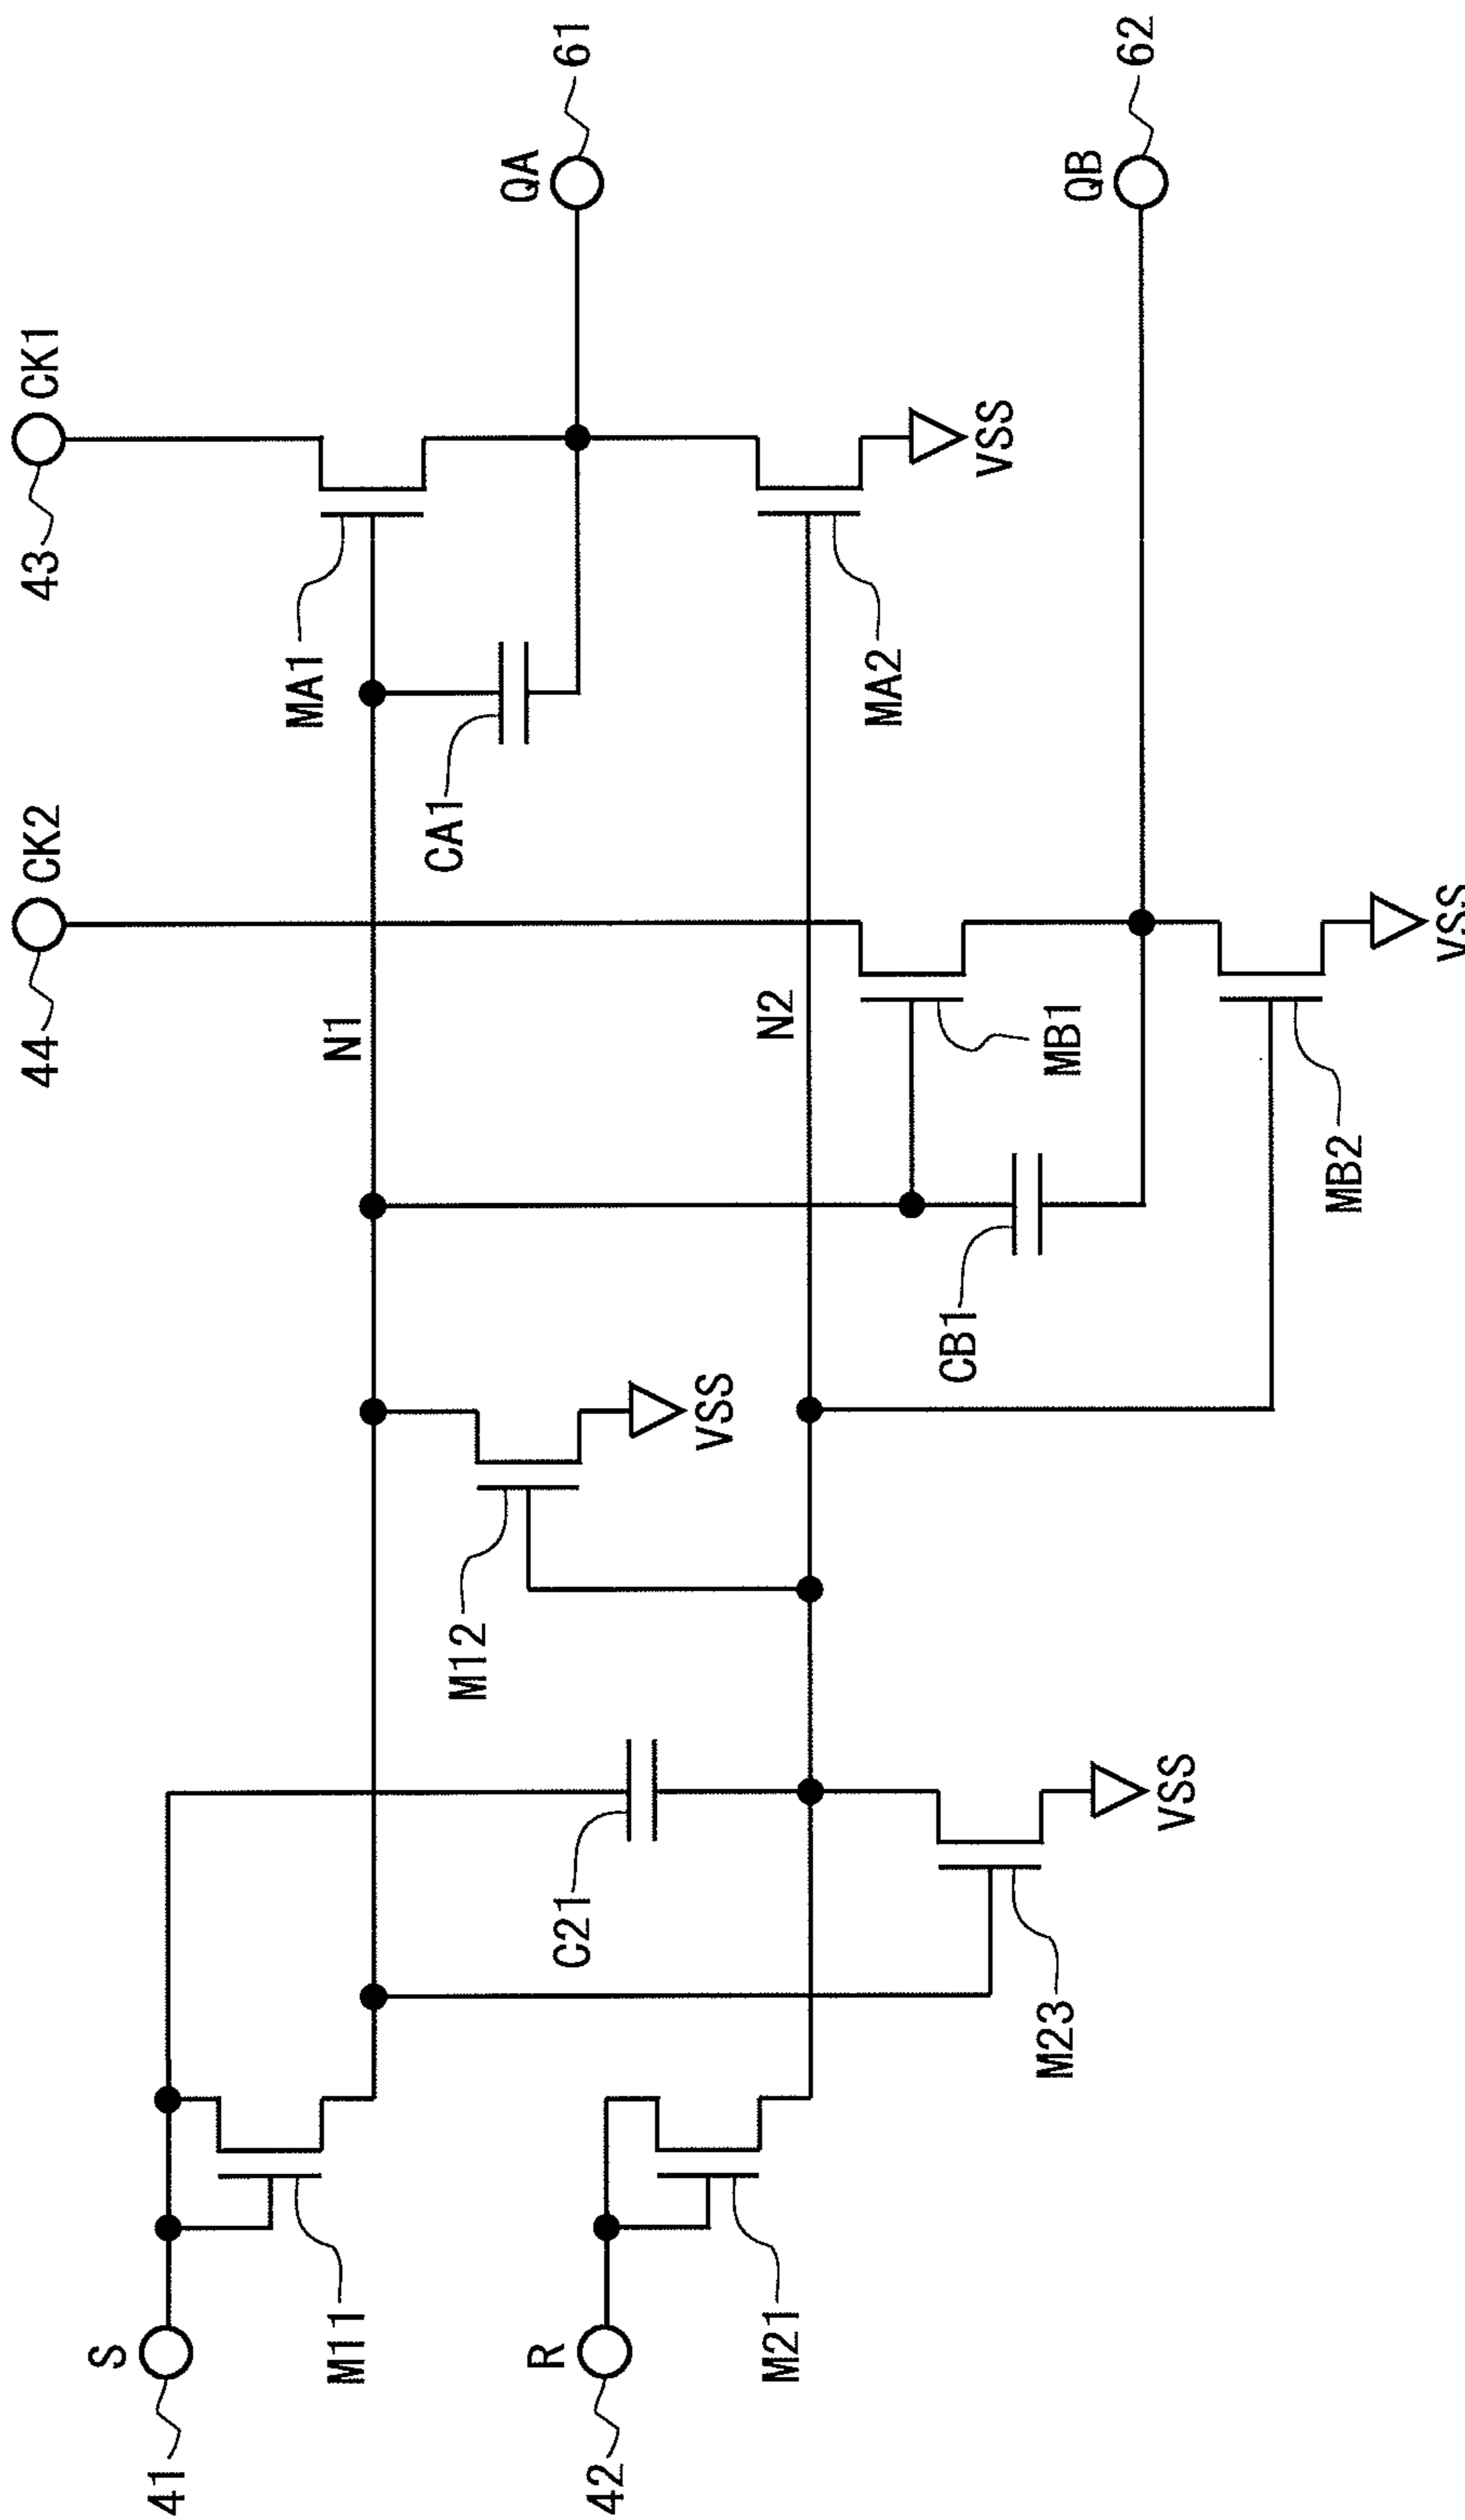 44
CK2
43
CK1
S
41
MA1
N1
M11
CA1
M12
QA
R
61
C21
42
VSS
N2
M21
MA2
CB1
VSS
M23
MB1
QB
62
VSS
MB2
VSS